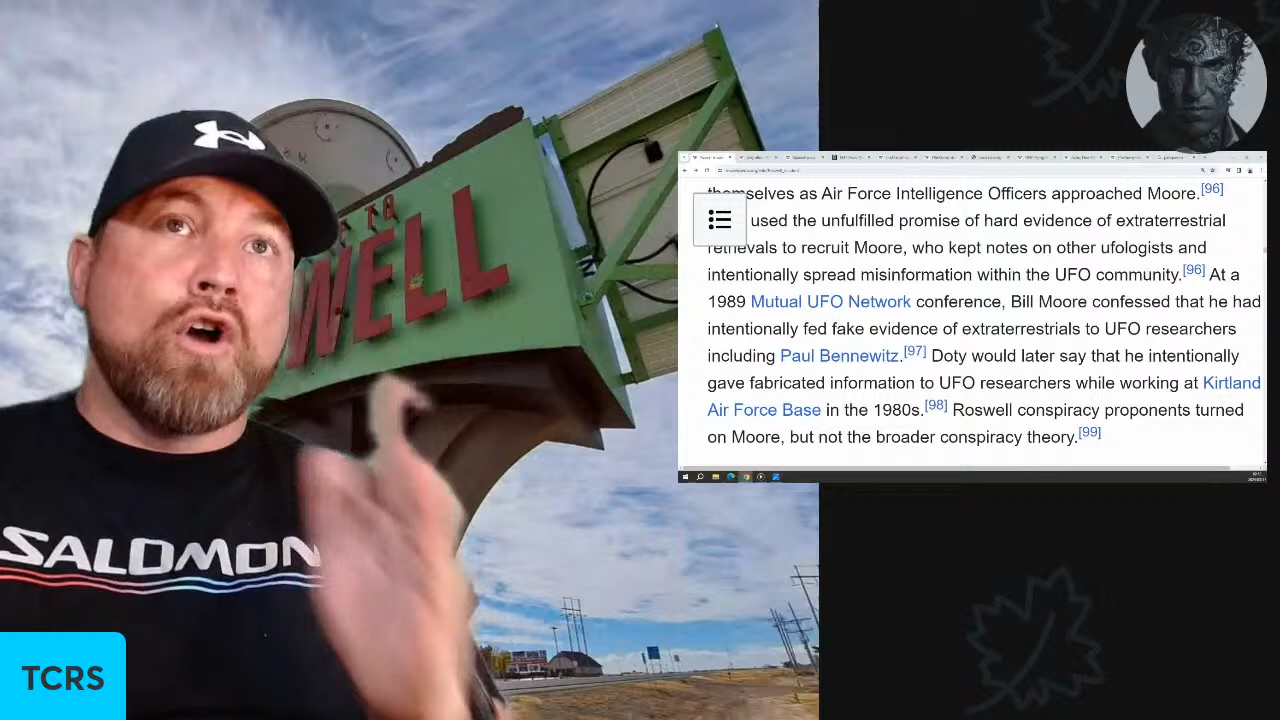 TO
WELL
SALOMON
TCRS
themselves as Air Force Intelligence Officers approached Moore.[96]
used the unfulfilled promise of hard evidence of extraterrestrial
retrievals to recruit Moore, who kept notes on other ufologists and
intentionally spread misinformation within the UFO community.[96] At a
1989 Mutual UFO Network conference, Bill Moore confessed that he had
intentionally fed fake evidence of extraterrestrials to UFO researchers
including Paul Bennewitz.[97] Doty would later say that he intentionally
gave fabricated information to UFO researchers while working at Kirtland
Air Force Base in the 1980s.[98] Roswell conspiracy proponents turned
on Moore, but not the broader conspiracy theory.[99]